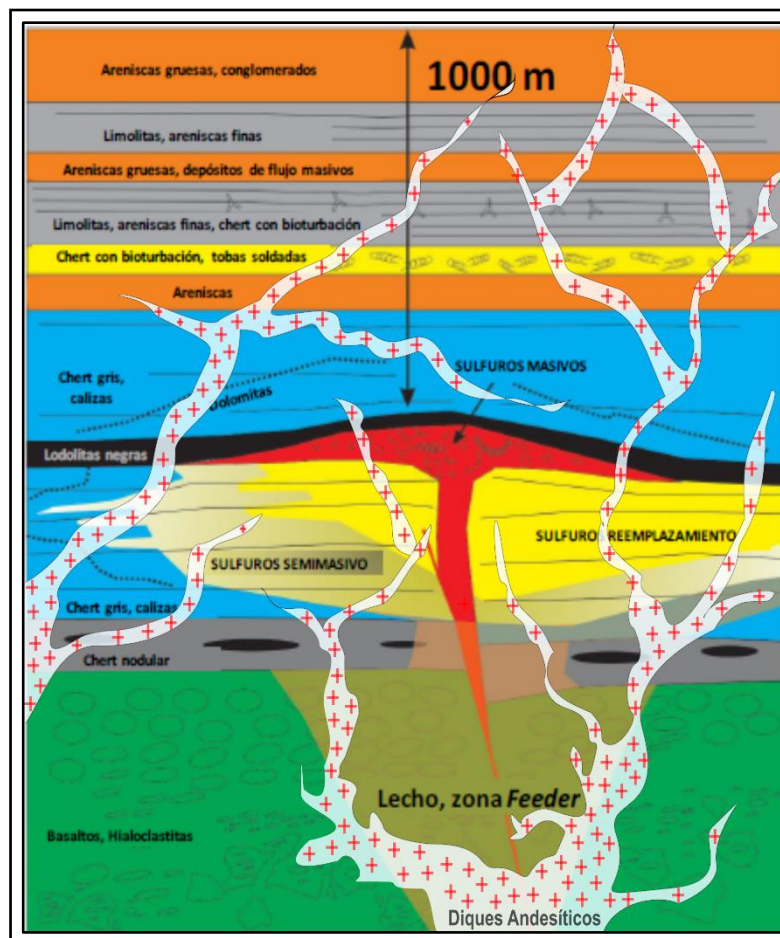 Areniscas gruesas, conglomerados
1000 m
Limolitas, areniscas finas
Areniscas gruesas, depósitos de flujo masivos
Limolitas, areniscas finas, chert con bioturbación
Chert con bioturbación, tobas soldadas
Areniscas
SULFUROS MASIVOS
Chert gris,
calizas
Dolomitas
Lodolitas negras
SULFUROS REEMPLAZAMIENTO
SULFUROS SEMIMASIVO
Chert gris, calizas
Chert nodular
Lecho, zona Feeder
Basaltos, Hialoclastitas
Diques Andesíticos